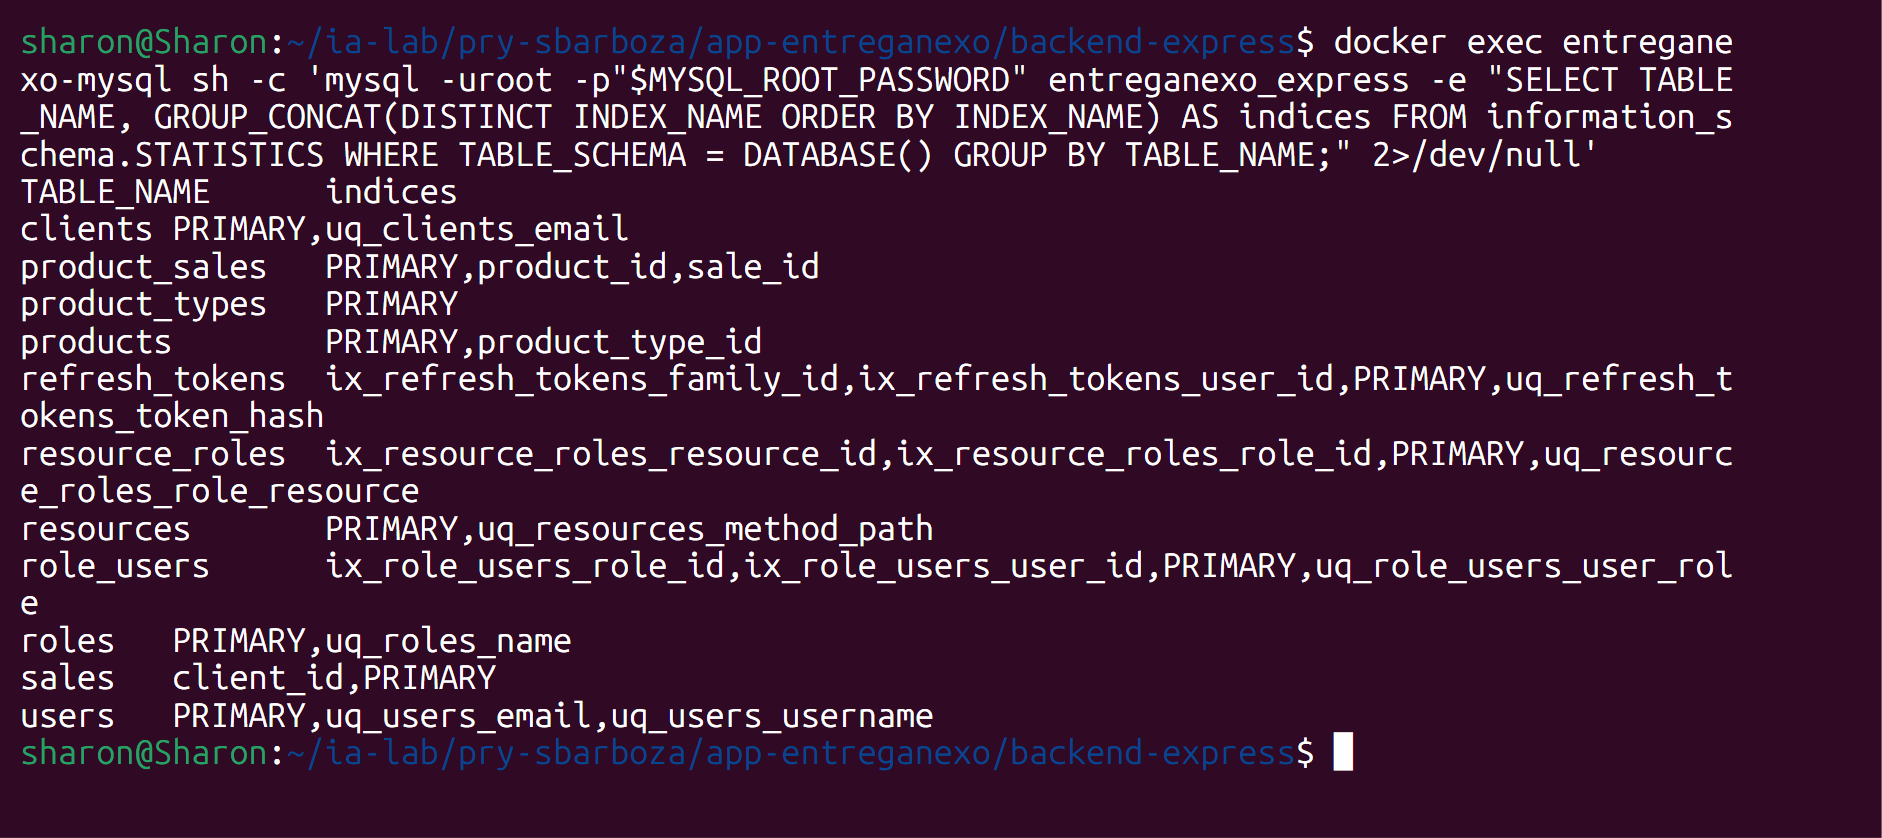 sharon@Sharon:~/ia-lab/pry-sbarboza/app-entreganexo/backend-express$ docker exec entregane
xo-mysql sh -c 'mysql -uroot -p"$MYSQL_ROOT_PASSWORD" entreganexo_express -e "SELECT TABLE
_NAME, GROUP_CONCAT(DISTINCT INDEX_NAME ORDER BY INDEX_NAME) AS indices FROM information_s
chema.STATISTICS WHERE TABLE_SCHEMA = DATABASE() GROUP BY TABLE_NAME;" 2>/dev/null'
TABLE_NAME      indices
clients PRIMARY,uq_clients_email
product_sales   PRIMARY,product_id,sale_id
product_types   PRIMARY
products        PRIMARY,product_type_id
refresh_tokens  ix_refresh_tokens_family_id,ix_refresh_tokens_user_id,PRIMARY,uq_refresh_t
okens_token_hash
resource_roles  ix_resource_roles_resource_id,ix_resource_roles_role_id,PRIMARY,uq_resourc
e_roles_role_resource
resources       PRIMARY,uq_resources_method_path
role_users      ix_role_users_role_id,ix_role_users_user_id,PRIMARY,uq_role_users_user_rol
e
roles   PRIMARY,uq_roles_name
sales   client_id,PRIMARY
users   PRIMARY,uq_users_email,uq_users_username
sharon@Sharon:~/ia-lab/pry-sbarboza/app-entreganexo/backend-express$